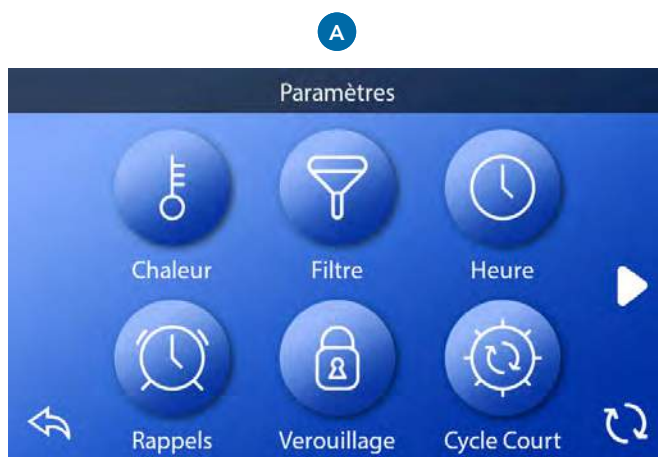 A
Paramètres
Chaleur Filtre Heure
Rappels Verouillage Cycle Court